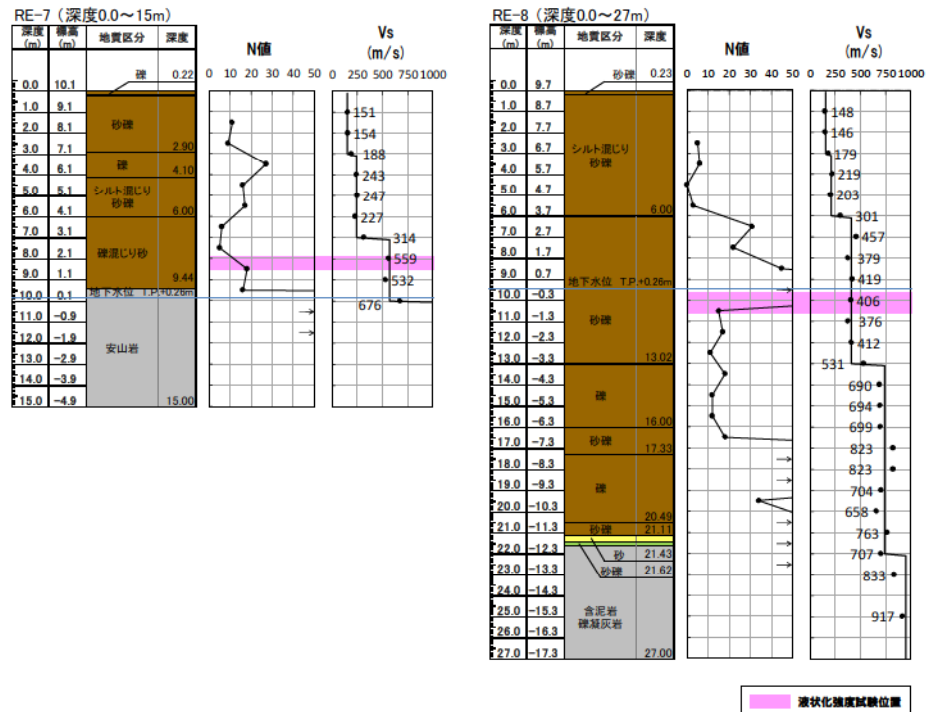 RE-7（深度0.0～15m）
深度
(m)
標高
(m)
地質区分
深度
N値
Vs
(m/s)
0 10 20 30 40 50
0 250 500 750 1000
礫 0.22
0.0 10.1
1.0 9.1
2.0 8.1
3.0 7.1
4.0 6.1
5.0 5.1
6.0 4.1
7.0 3.1
8.0 2.1
9.0 1.1
10.0 0.1
11.0 -0.9
12.0 -1.9
13.0 -2.9
14.0 -3.9
15.0 -4.9
砂礫
2.90
礫
4.10
シルト混じり
砂礫
6.00
礫混じり砂
9.44
地下水位 T.P.+0.26m
安山岩
15.00
151
154
188
243
247
227
314
559
532
676
RE-8（深度0.0～27m）
深度
(m)
標高
(m)
地質区分
深度
N値
Vs
(m/s)
0 10 20 30 40 50
0 250 500 750 1000
砂礫 0.23
0.0 9.7
1.0 8.7
2.0 7.7
3.0 6.7
4.0 5.7
5.0 4.7
6.0 3.7
7.0 2.7
8.0 1.7
9.0 0.7
10.0 -0.3
11.0 -1.3
12.0 -2.3
13.0 -3.3
14.0 -4.3
15.0 -5.3
16.0 -6.3
17.0 -7.3
18.0 -8.3
19.0 -9.3
20.0 -10.3
21.0 -11.3
22.0 -12.3
23.0 -13.3
24.0 -14.3
25.0 -15.3
26.0 -16.3
27.0 -17.3
シルト混じり
砂礫
6.00
地下水位 T.P.+0.26m
砂礫
13.02
礫
16.00
砂礫
17.33
礫
20.49
砂礫 21.11
砂 21.43
砂礫 21.62
含泥岩
礫凝灰岩
27.00
148
146
179
219
203
301
457
379
419
406
376
412
531
690
694
699
823
823
704
658
763
707
833
917
液状化強度試験位置